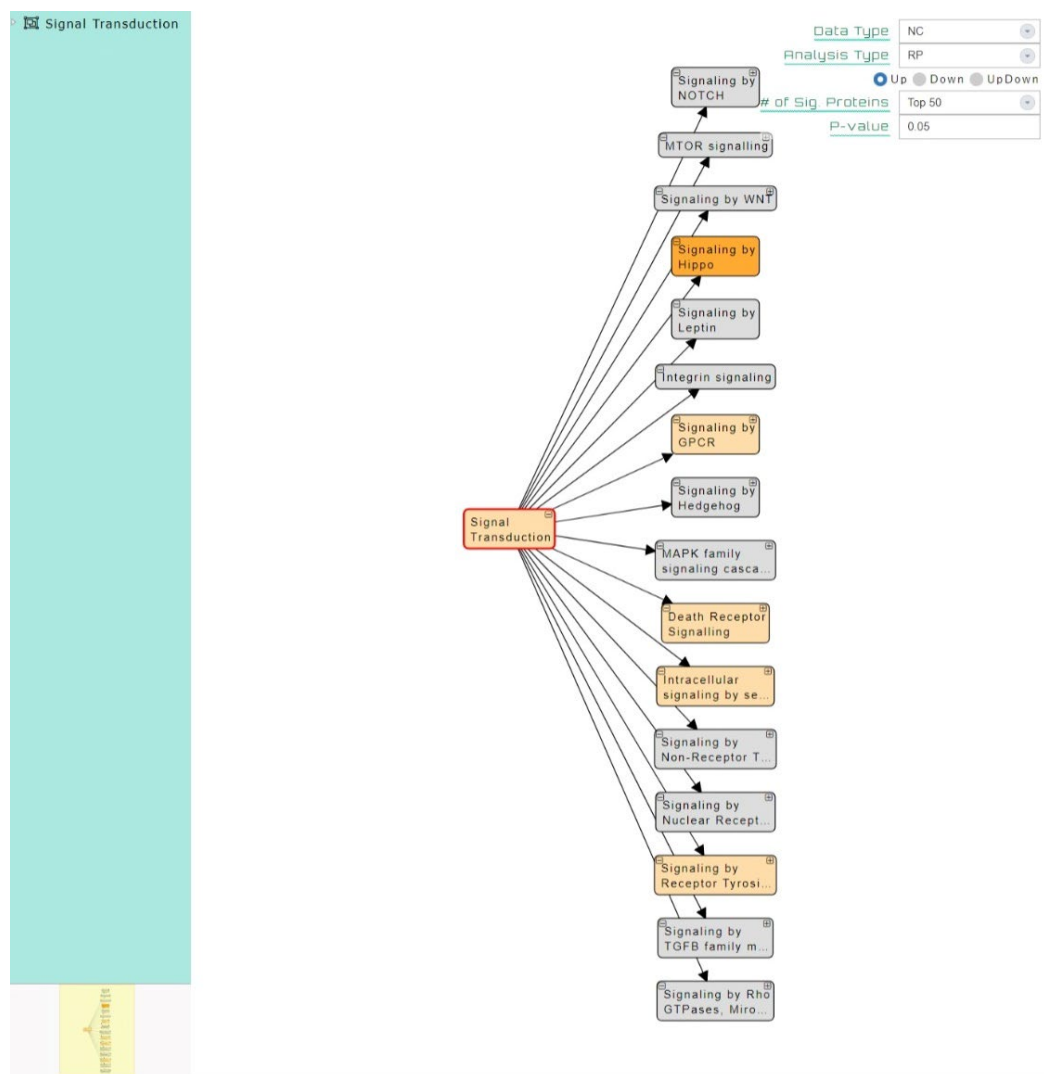 Signal Transduction
Data Type NC
Analysis Type RP
Up Down UpDown
# of Sig. Proteins Top 50
P-value 0.05
Signaling by
NOTCH
MTOR signalling
Signaling by WNT
Signaling by
Hippo
Signaling by
Leptin
Integrin signaling
Signaling by
GPCR
Signaling by
Hedgehog
Signal
Transduction
MAPK family
signaling casca...
Death Receptor
Signalling
Intracellular
signaling by se...
Signaling by
Non-Receptor T...
Signaling by
Nuclear Recept...
Signaling by
Receptor Tyrosi...
Signaling by
TGFB family m...
Signaling by Rho
GTPases, Miro...